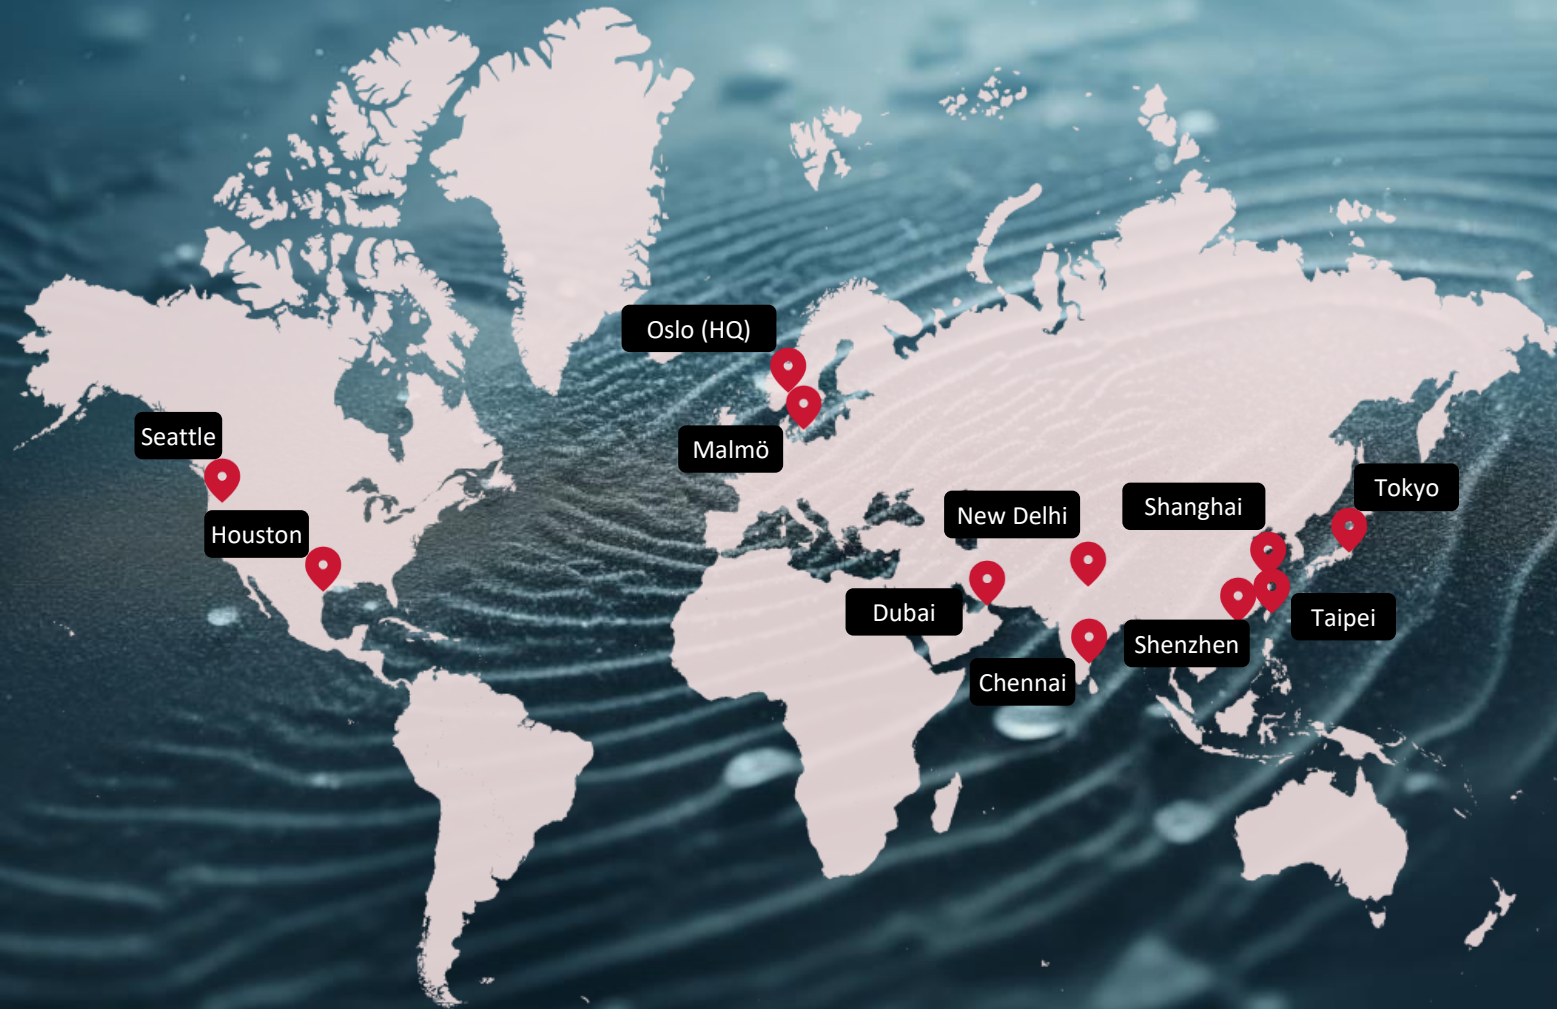 Oslo (HQ)
Seattle
Malmö
Tokyo
Shanghai
New Delhi
Houston
Dubai
Taipei
Shenzhen
Chennai